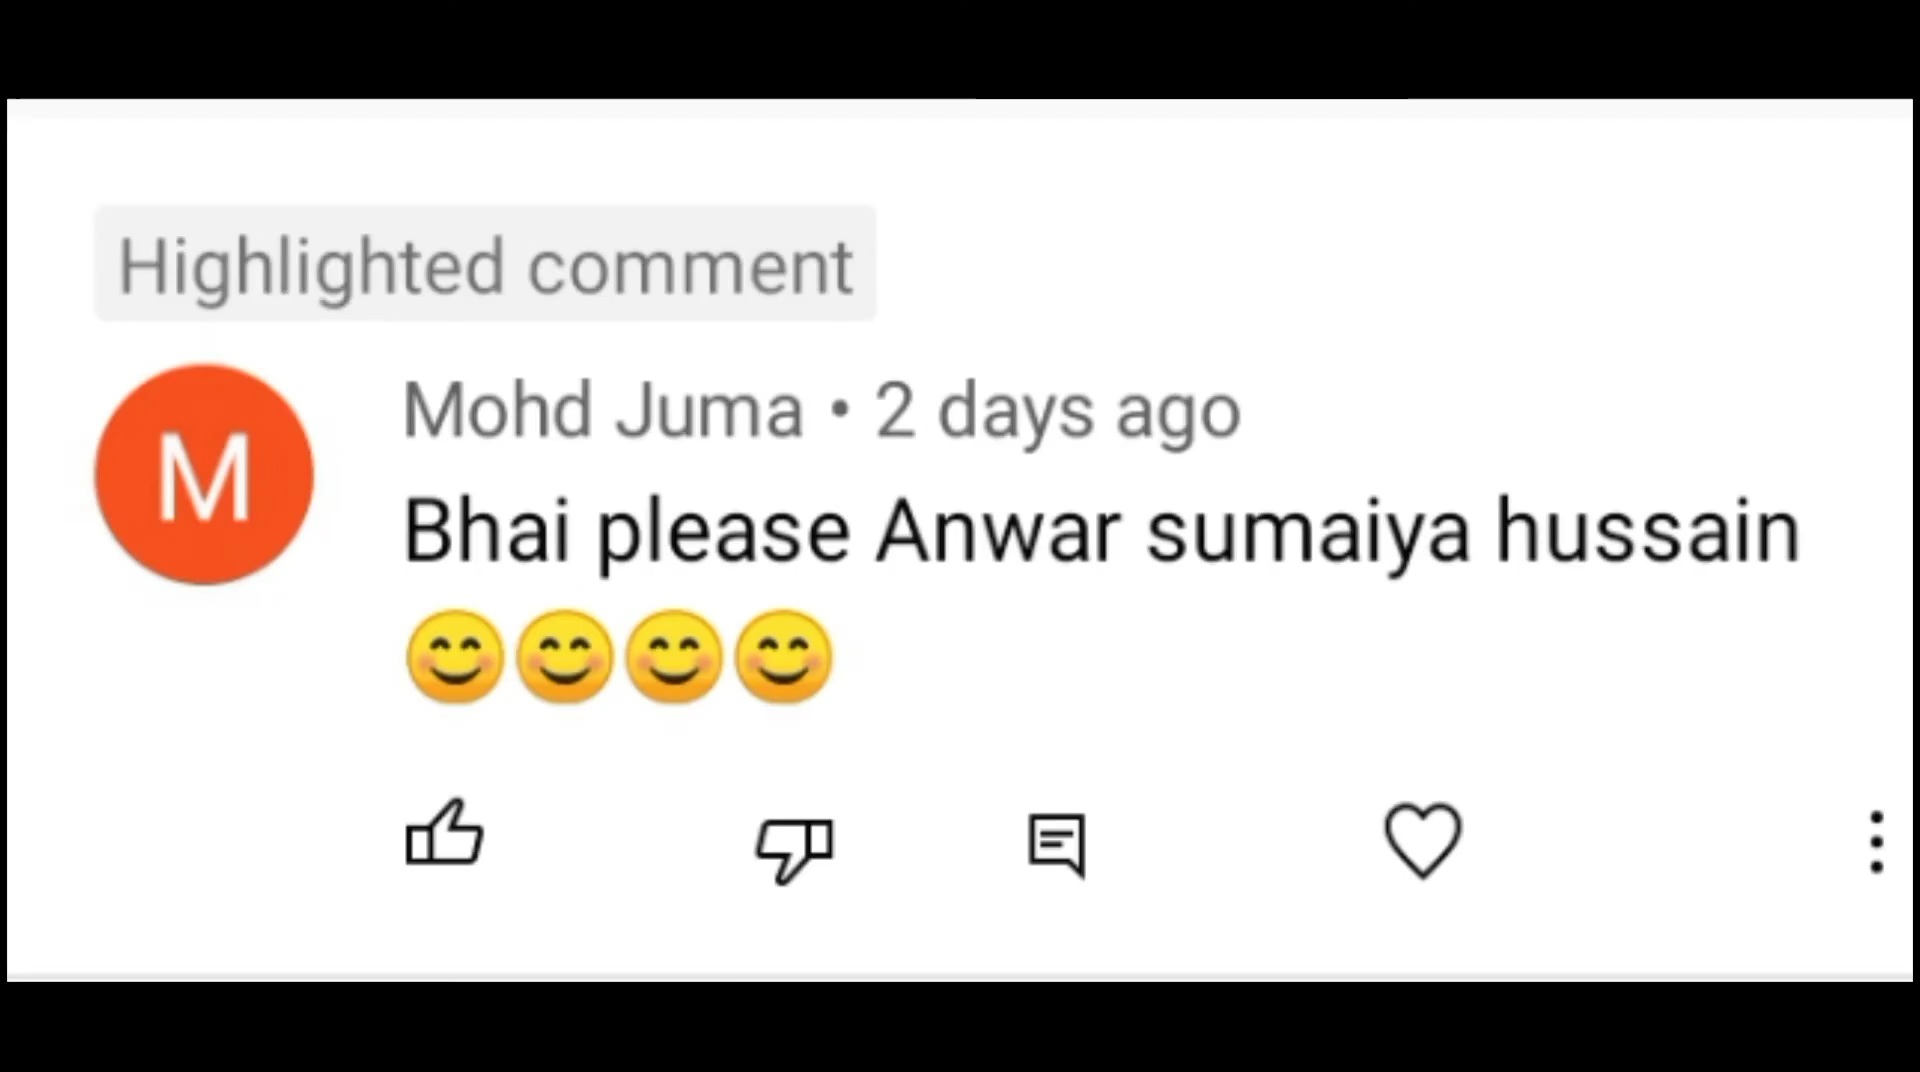 Highlighted comment
M
Mohd Juma • 2 days ago
Bhai please Anwar sumaiya hussain
😊😊😊😊